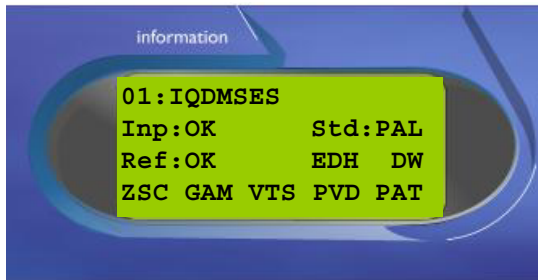 information
01:IQDMSES
Inp:OK Std:PAL
Ref:OK EDH DW
ZSC GAM VTS PVD PAT